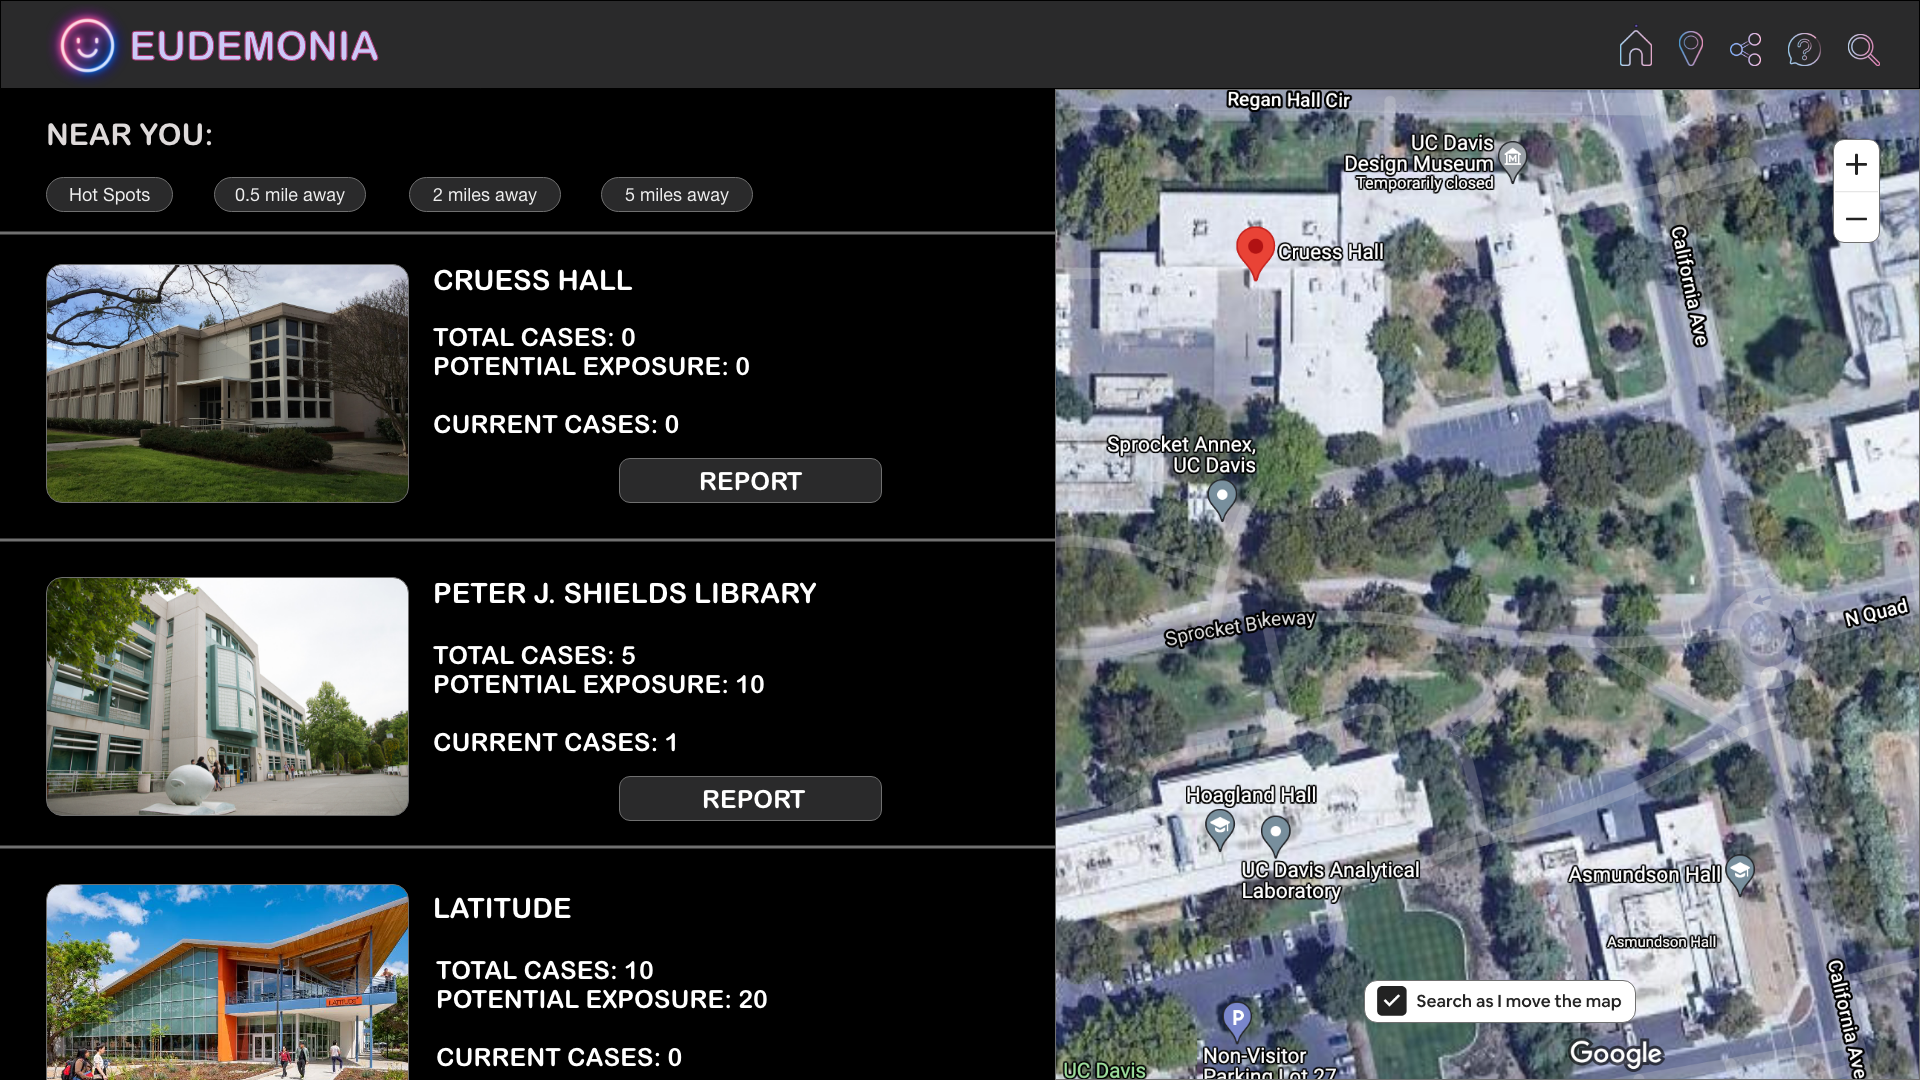 EUDEMONIA
NEAR YOU:
Hot Spots
0.5 mile away
2 miles away
5 miles away
CRUESS HALL
TOTAL CASES: 0
POTENTIAL EXPOSURE: 0
CURRENT CASES: 0
REPORT
PETER J. SHIELDS LIBRARY
TOTAL CASES: 5
POTENTIAL EXPOSURE: 10
CURRENT CASES: 1
REPORT
LATITUDE
LATITUDE
TOTAL CASES: 10
POTENTIAL EXPOSURE: 20
CURRENT CASES: 0
Regan Hall Cir
UC Davis
Design Museum
Temporarily closed
+
−
Cruess Hall
California Ave
Sprocket Annex,
UC Davis
Sprocket Bikeway
N Quad
Hoagland Hall
UC Davis Analytical
Laboratory
Asmundson Hall
Asmundson Hall
California Ave
Search as I move the map
P
Non-Visitor
Parking Lot 27
UC Davis
Google